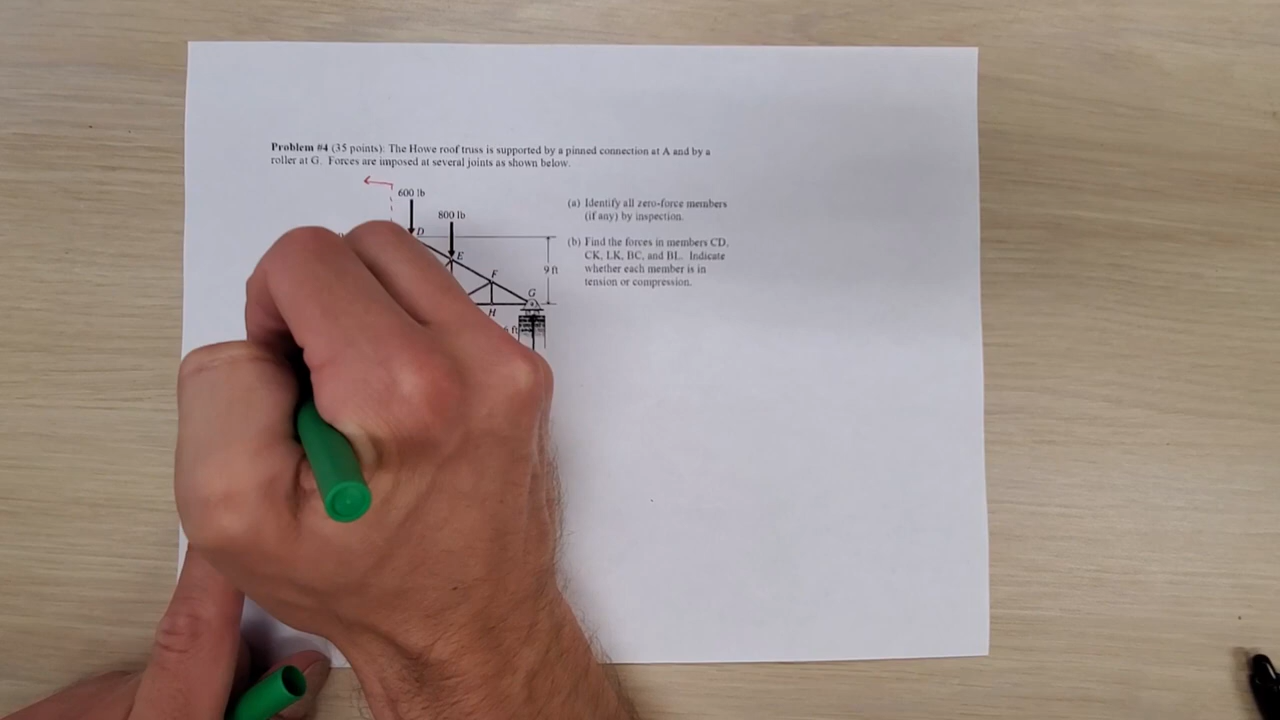 Problem #4 (35 points): The Howe roof truss is supported by a pinned connection at A and by a
roller at G. Forces are imposed at several joints as shown below.
600 lb
800 lb
D
E
F
9 ft
G
H
ft
(a) Identify all zero-force members
(if any) by inspection.
(b) Find the forces in members CD,
CK, LK, BC, and BL. Indicate
whether each member is in
tension or compression.